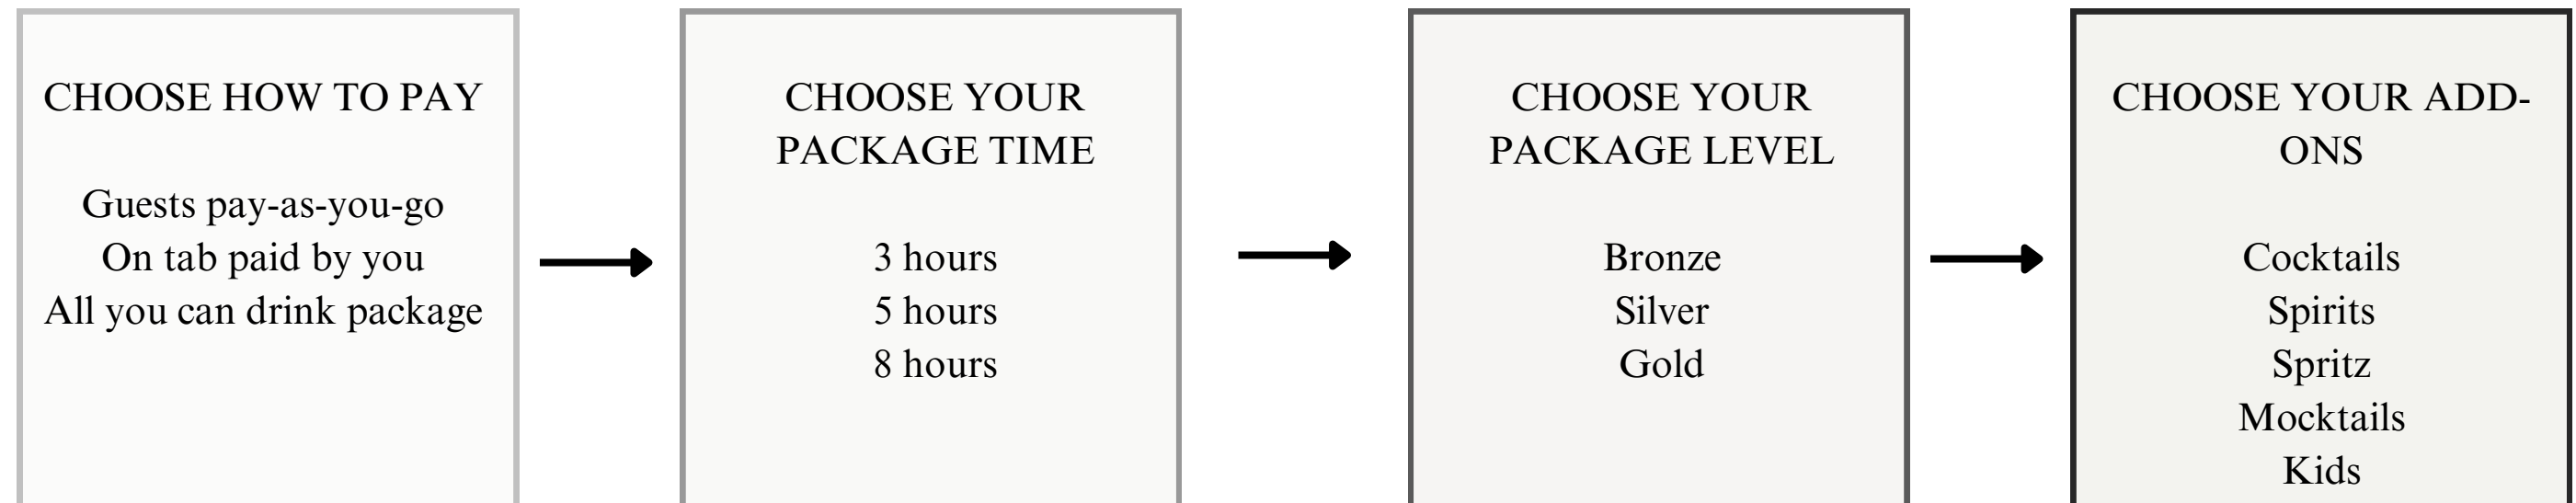 CHOOSE HOW TO PAY
Guests pay-as-you-go
On tab paid by you
All you can drink package
CHOOSE YOUR
PACKAGE TIME
3 hours
5 hours
8 hours
CHOOSE YOUR
PACKAGE LEVEL
Bronze
Silver
Gold
CHOOSE YOUR ADD-
ONS
Cocktails
Spirits
Spritz
Mocktails
Kids